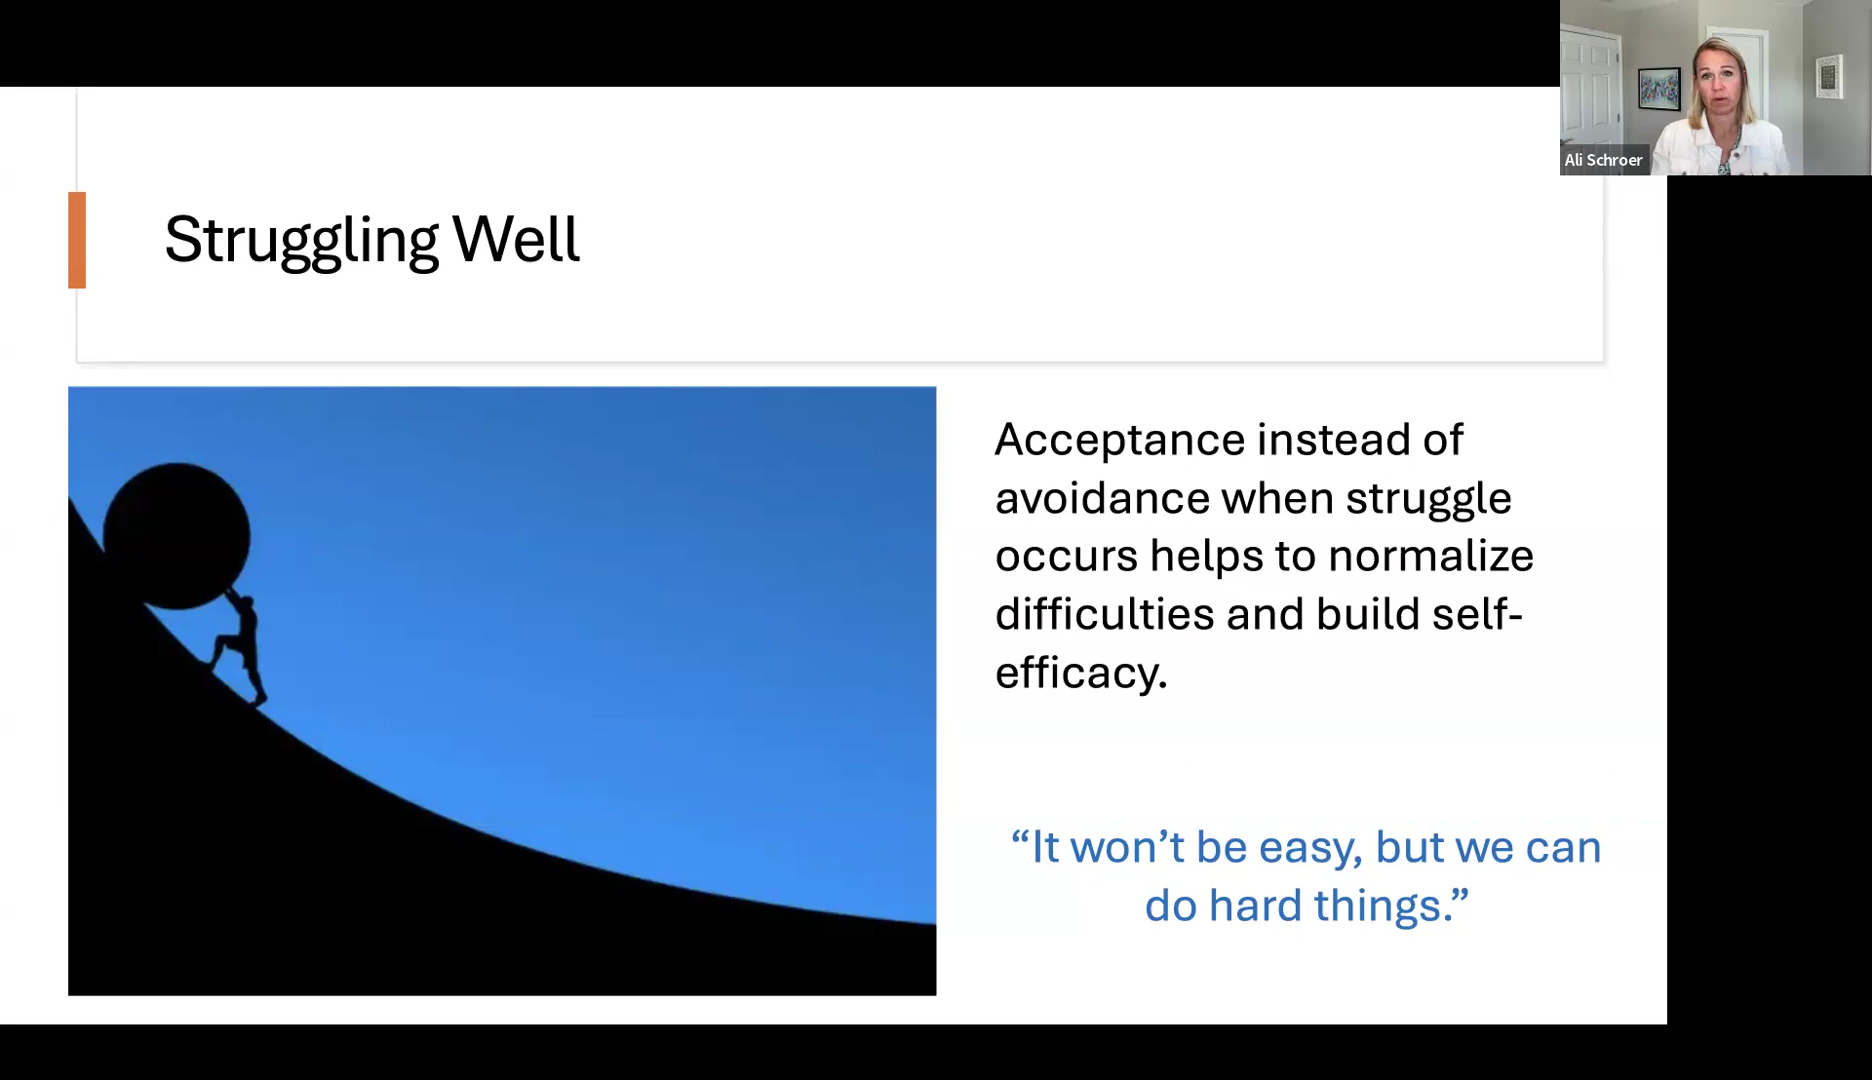 Ali Schroer
Struggling Well
Acceptance instead of
avoidance when struggle
occurs helps to normalize
difficulties and build self-
efficacy.
“It won’t be easy, but we can
do hard things.”